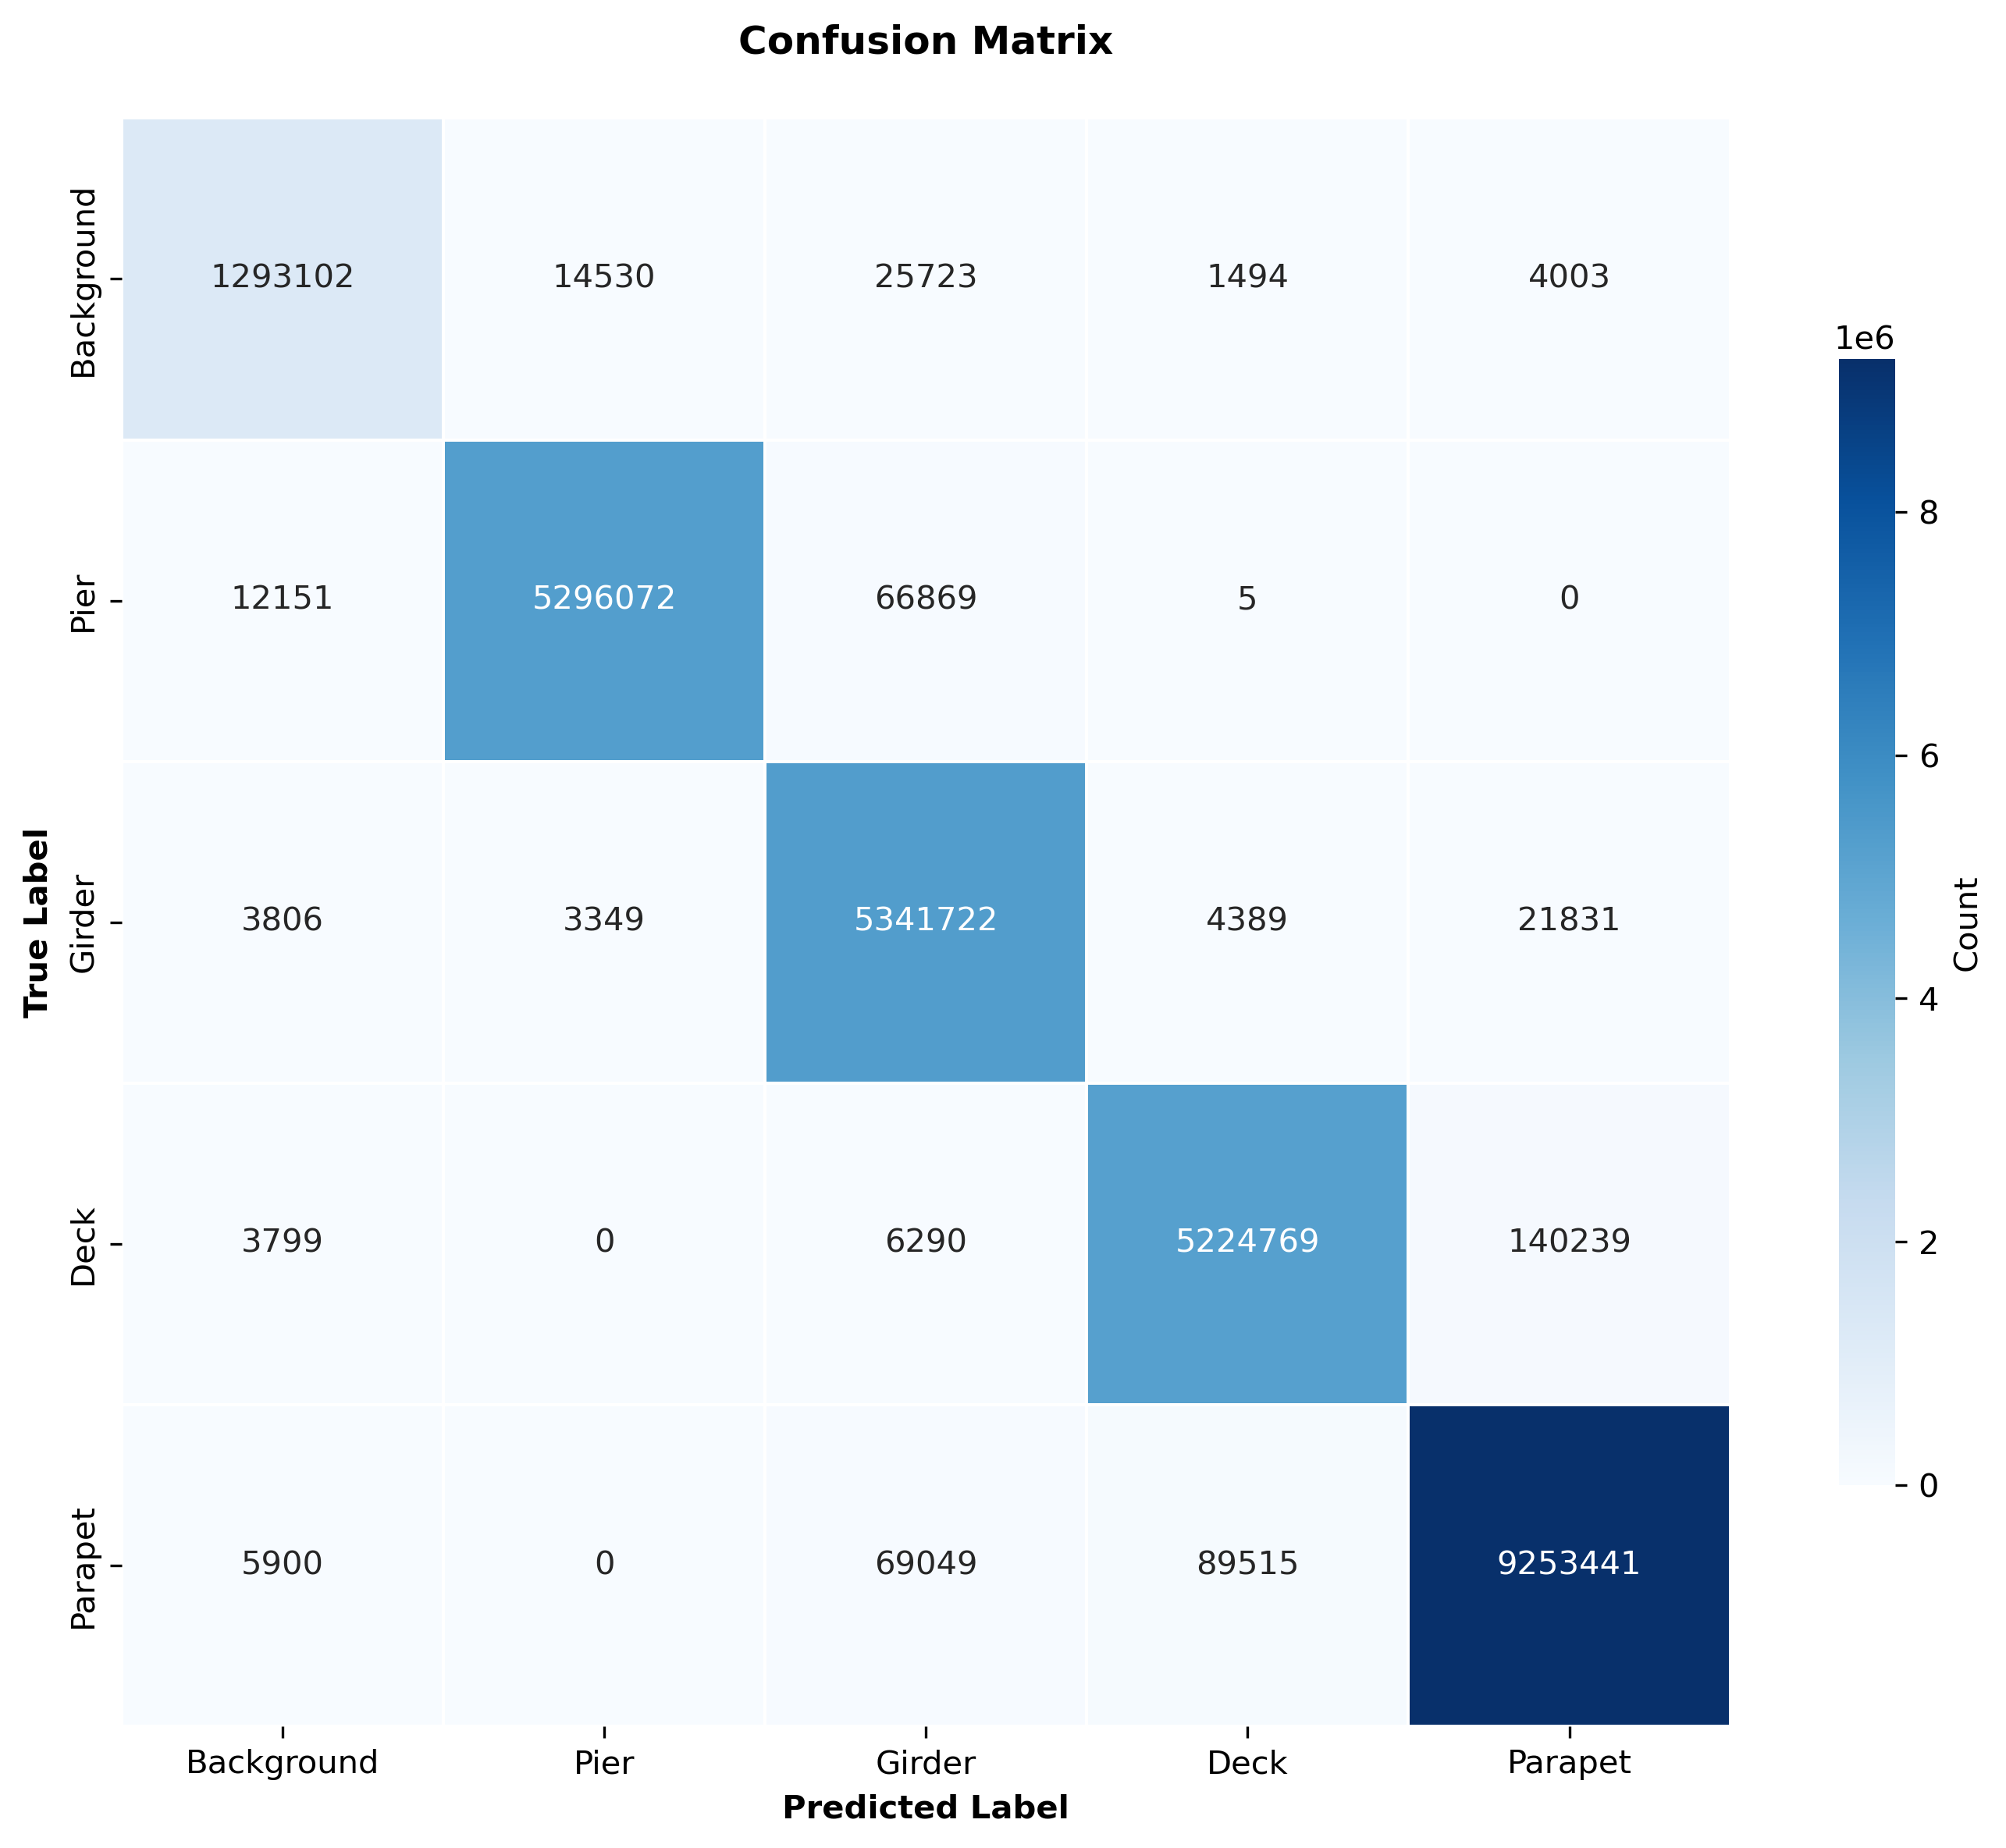 Confusion Matrix
Background 1293102 14530 25723 1494 4003
Pier 12151 5296072 66869 5 0
Girder 3806 3349 5341722 4389 21831
Deck 3799 0 6290 5224769 140239
Parapet 5900 0 69049 89515 9253441
Background Pier Girder Deck Parapet
Predicted Label
True Label
1e6
8
6
4
2
0
Count